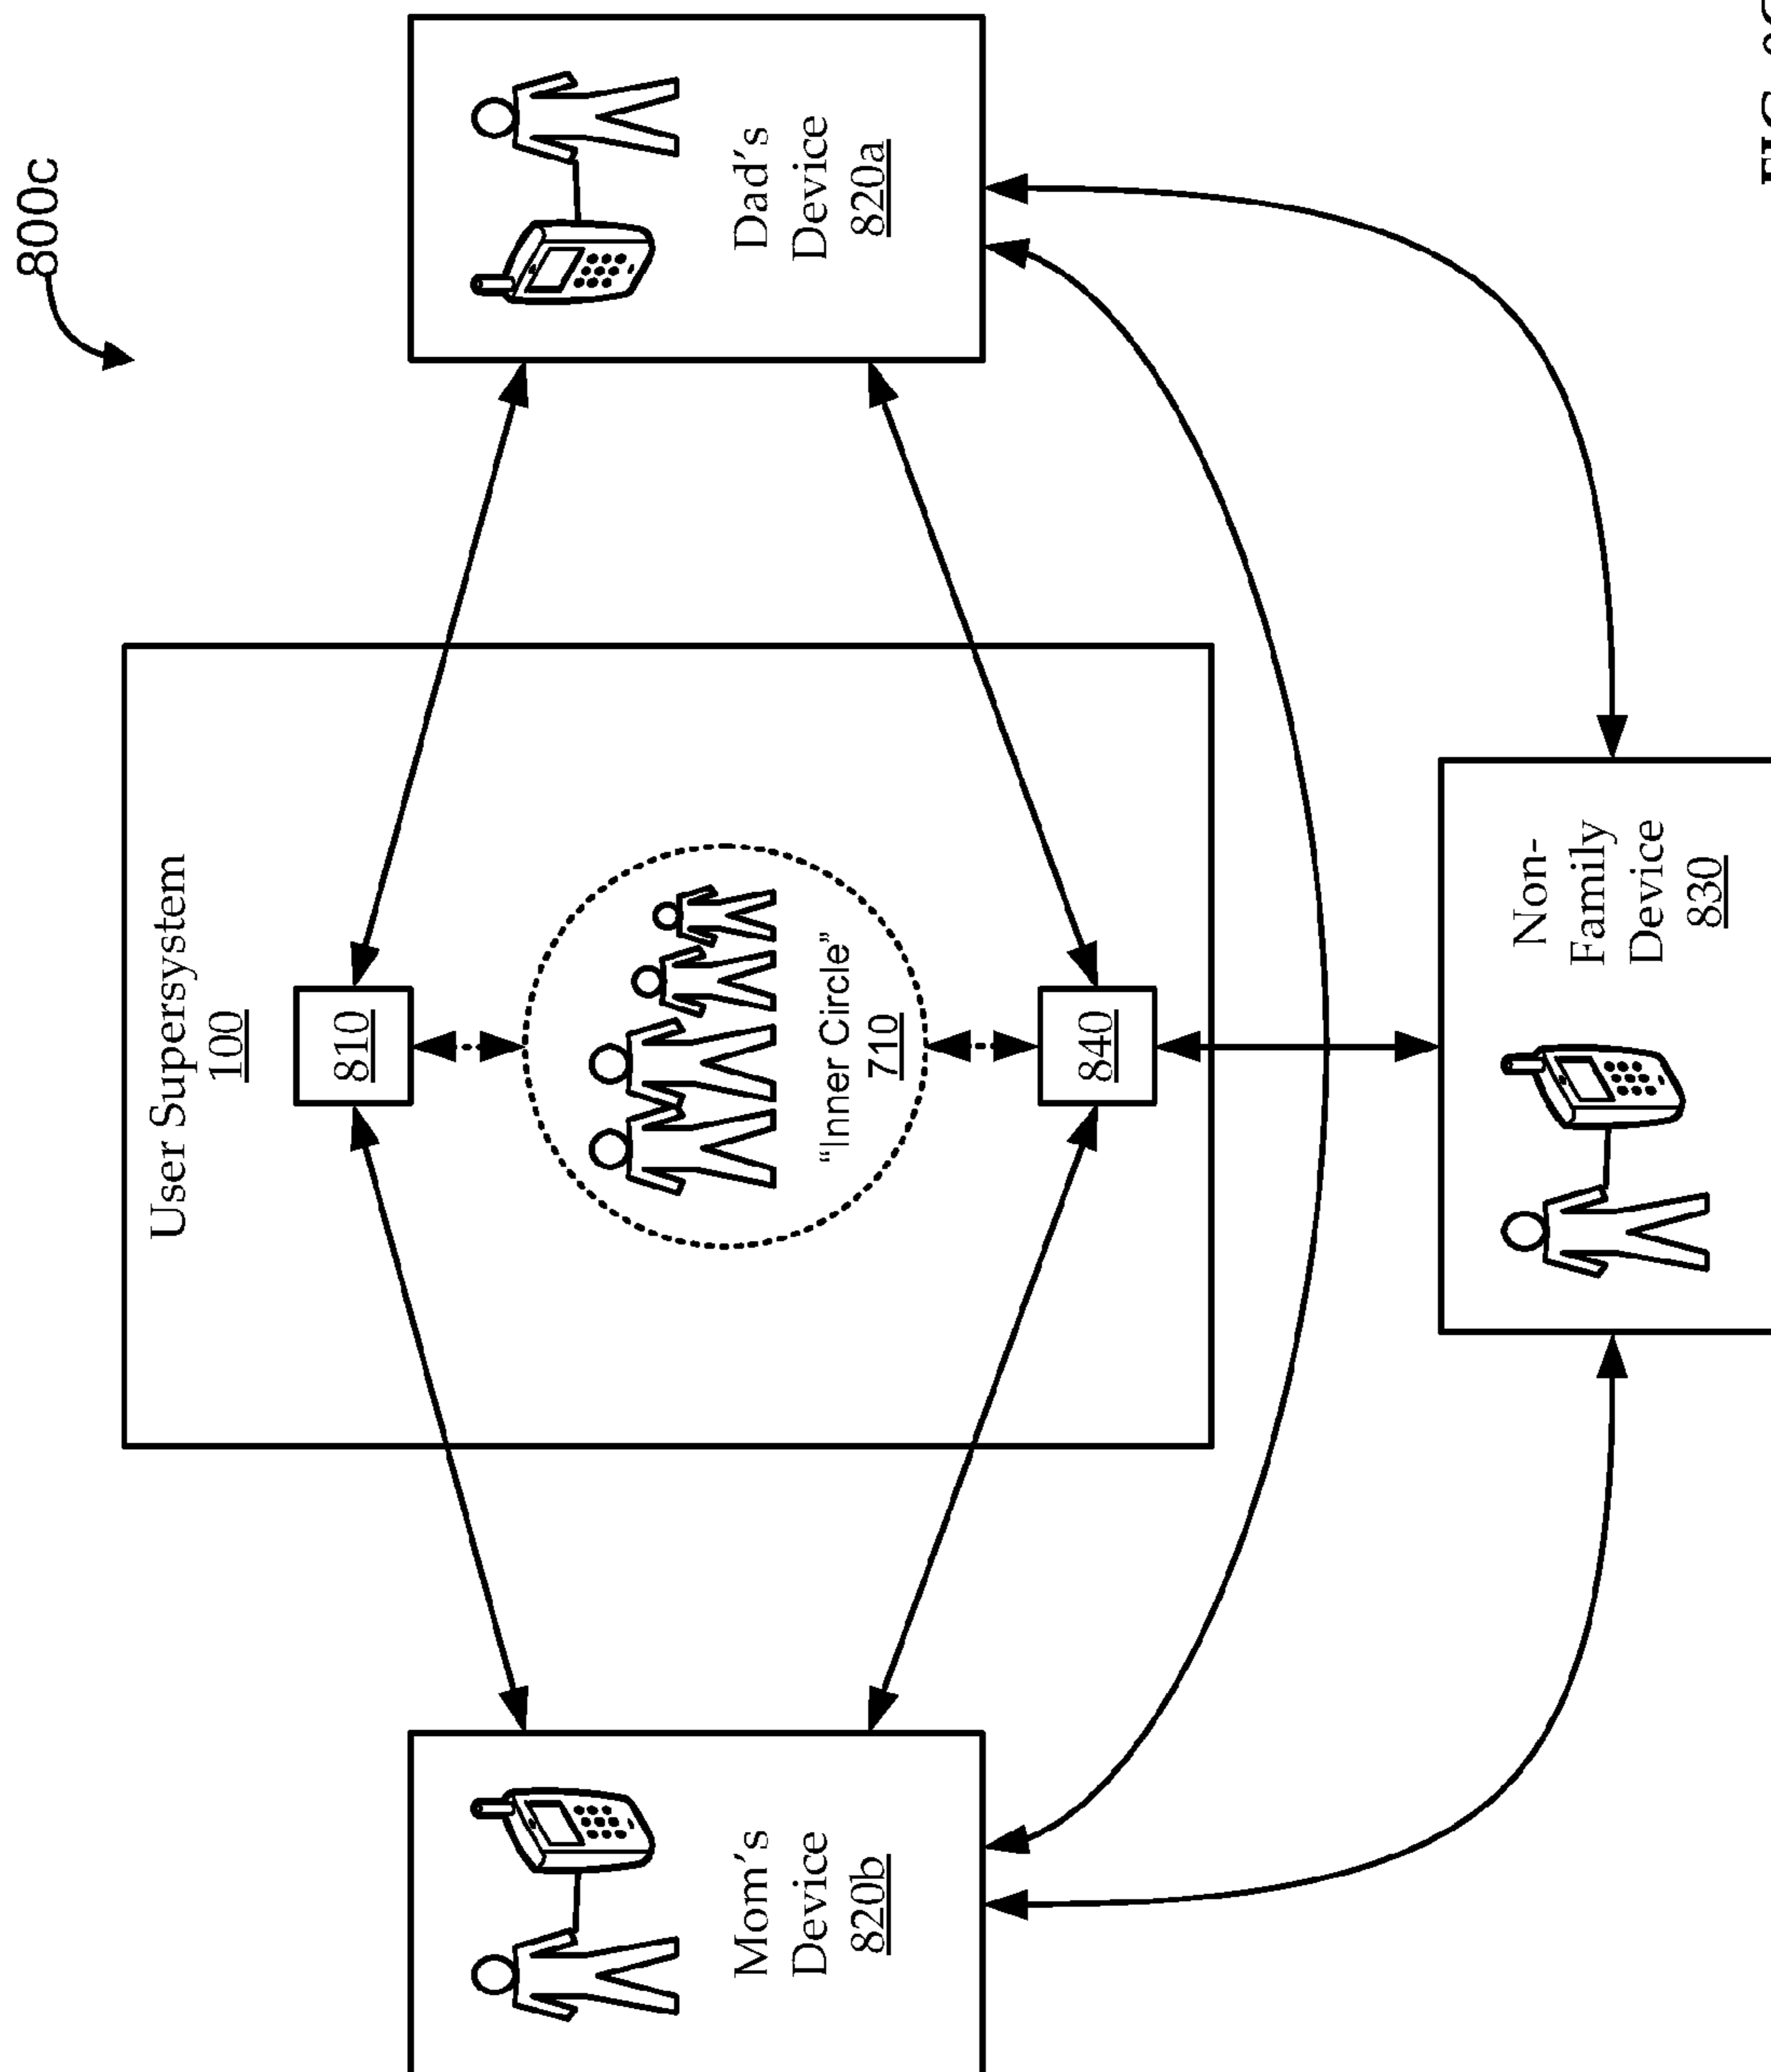 800c
User Supersystem
100
810
Mom's
Device
820b
"Inner Circle"
710
Dad's
Device
820a
840
Non-
Family
Device
830
FIG.